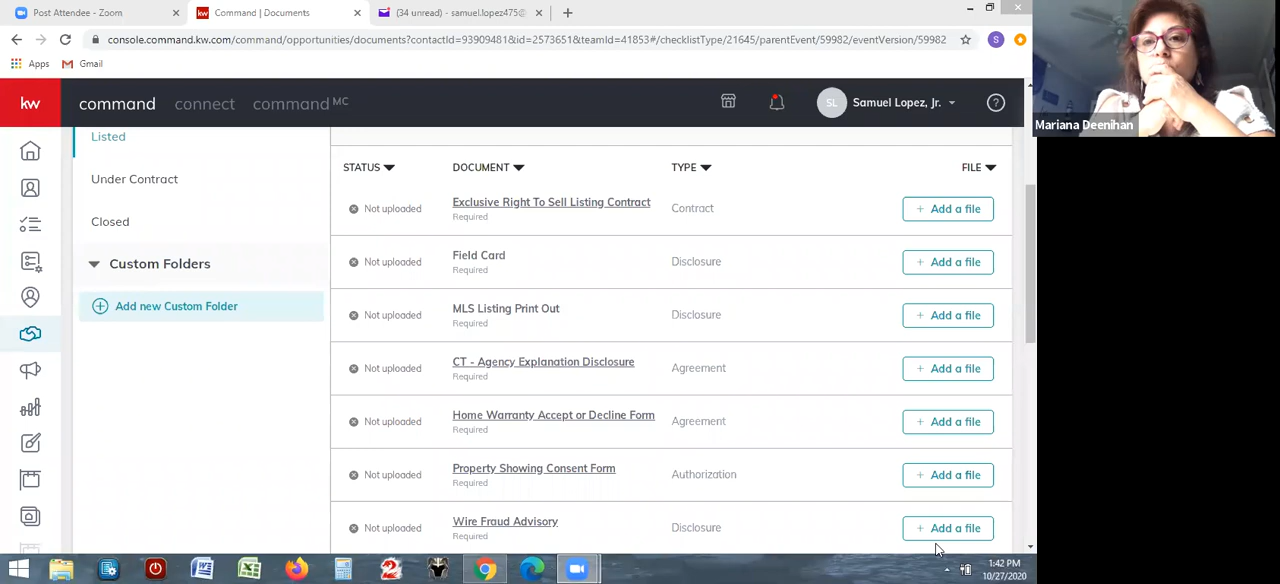 Post Attendee - Zoom
Command | Documents
(34 unread) - samuel.lopez475@
console.command.kw.com/command/opportunities/documents?contactId=93909481&id=2573651&teamId=41853#/checklistType/21645/parentEvent/59982/eventVersion/59982
S
Apps
Gmail
kw
command
connect
command MC
SL
Samuel Lopez, Jr.
Mariana Deenihan
Listed
Under Contract
Closed
Custom Folders
Add new Custom Folder
STATUS DOCUMENT TYPE FILE
Not uploaded Exclusive Right To Sell Listing Contract Contract + Add a file
Required
Not uploaded Field Card Disclosure + Add a file
Required
Not uploaded MLS Listing Print Out Disclosure + Add a file
Required
Not uploaded CT - Agency Explanation Disclosure Agreement + Add a file
Required
Not uploaded Home Warranty Accept or Decline Form Agreement + Add a file
Required
Not uploaded Property Showing Consent Form Authorization + Add a file
Required
Not uploaded Wire Fraud Advisory Disclosure + Add a file
Required
1:42 PM
10/27/2020